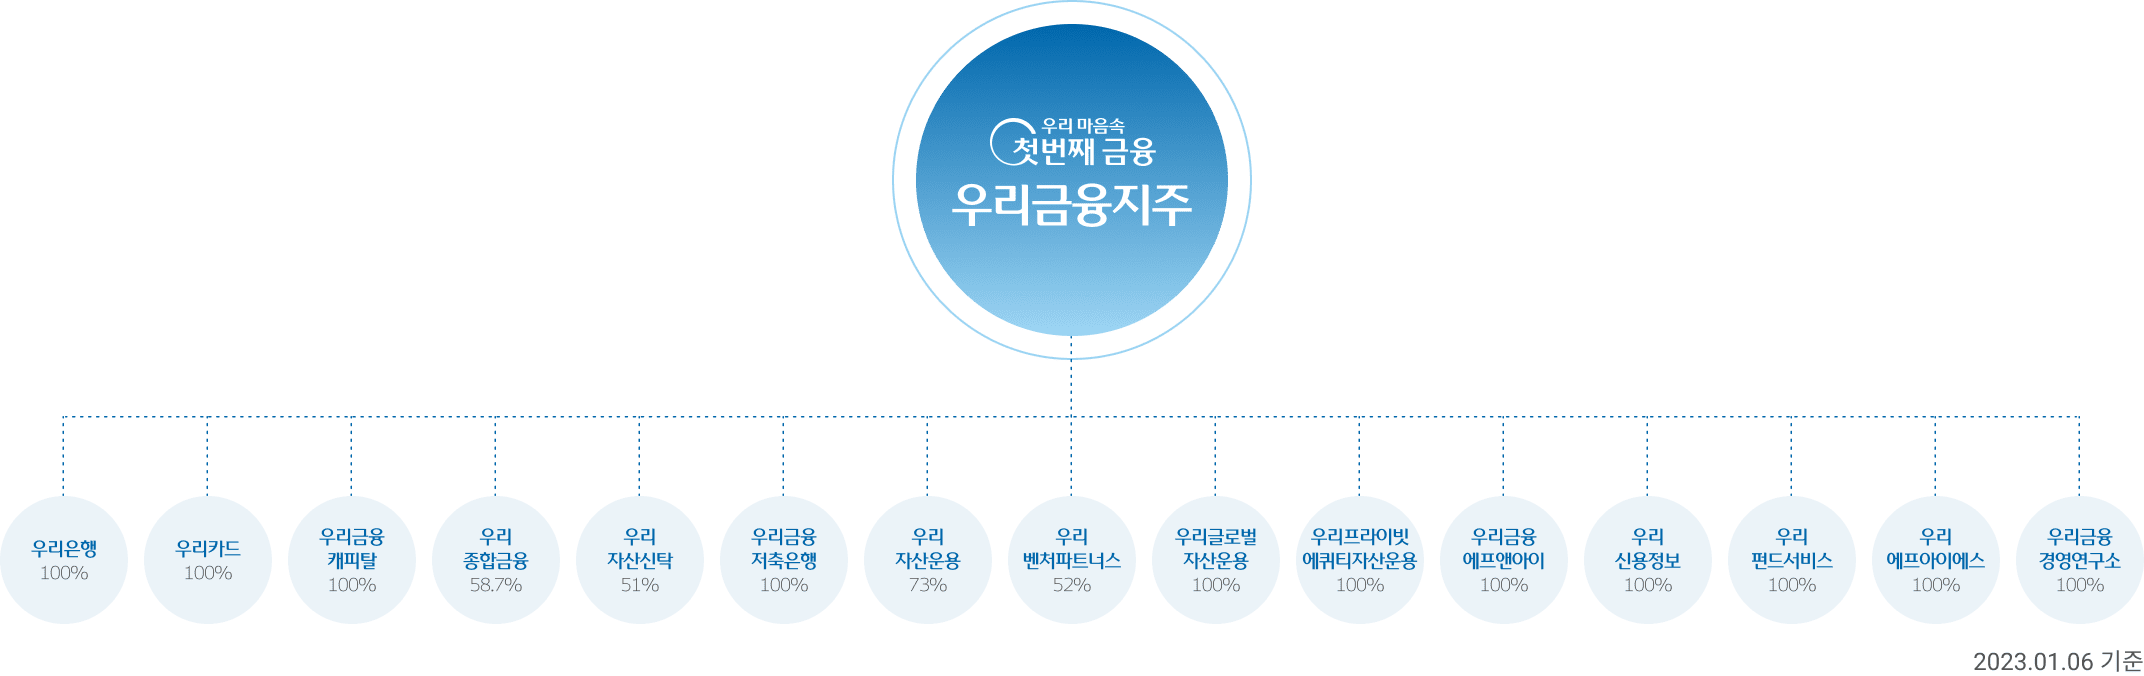 우리 마음속
첫번째 금융
우리금융지주
우리은행
100%
우리카드
100%
우리금융
캐피탈
100%
우리
종합금융
58.7%
우리
자산신탁
51%
우리금융
저축은행
100%
우리
자산운용
73%
우리
벤처파트너스
52%
우리글로벌
자산운용
100%
우리프라이빗
에퀴티자산운용
100%
우리금융
에프앤아이
100%
우리
신용정보
100%
우리
펀드서비스
100%
우리
에프아이에스
100%
우리금융
경영연구소
100%
2023.01.06 기준